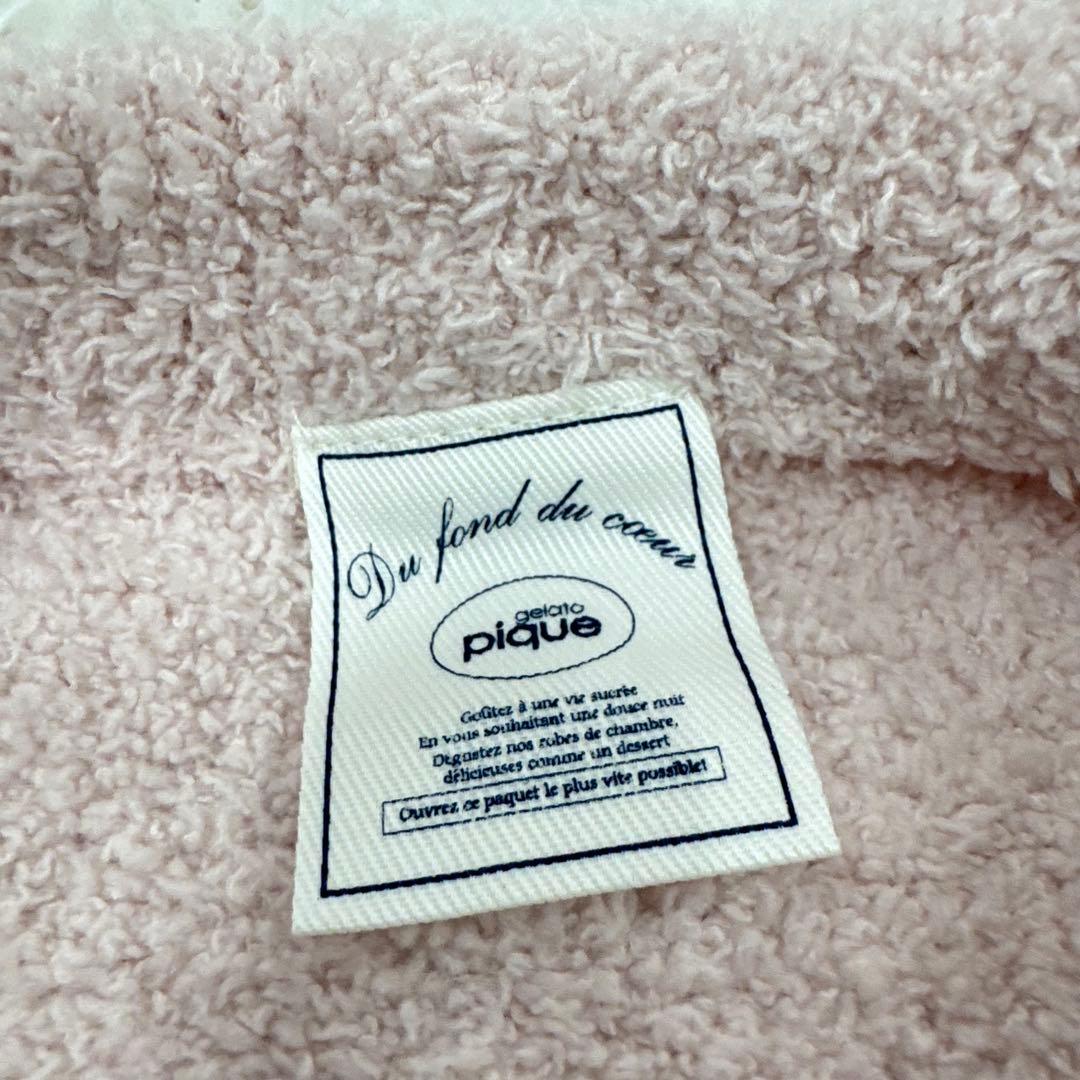 Du fond du cœur
gelato
pique
Goûtez à une vie sucrée
En vous souhaitant une douce nuit
Dégustez nos robes de chambre,
délicieuses comme un dessert
Ouvrez ce paquet le plus vite possible!